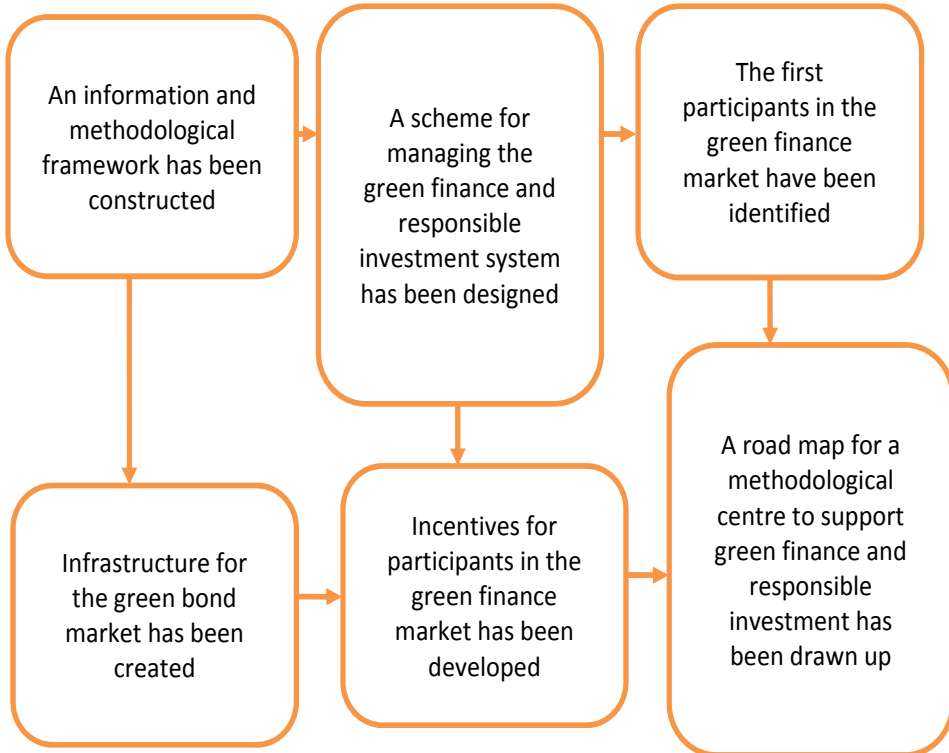 An information and
methodological
framework has been
constructed
A scheme for
managing the
green finance and
responsible
investment system
has been designed
The first
participants in the
green finance
market have been
identified
Infrastructure for
the green bond
market has been
created
Incentives for
participants in the
green finance
market has been
developed
A road map for a
methodological
centre to support
green finance and
responsible
investment has
been drawn up